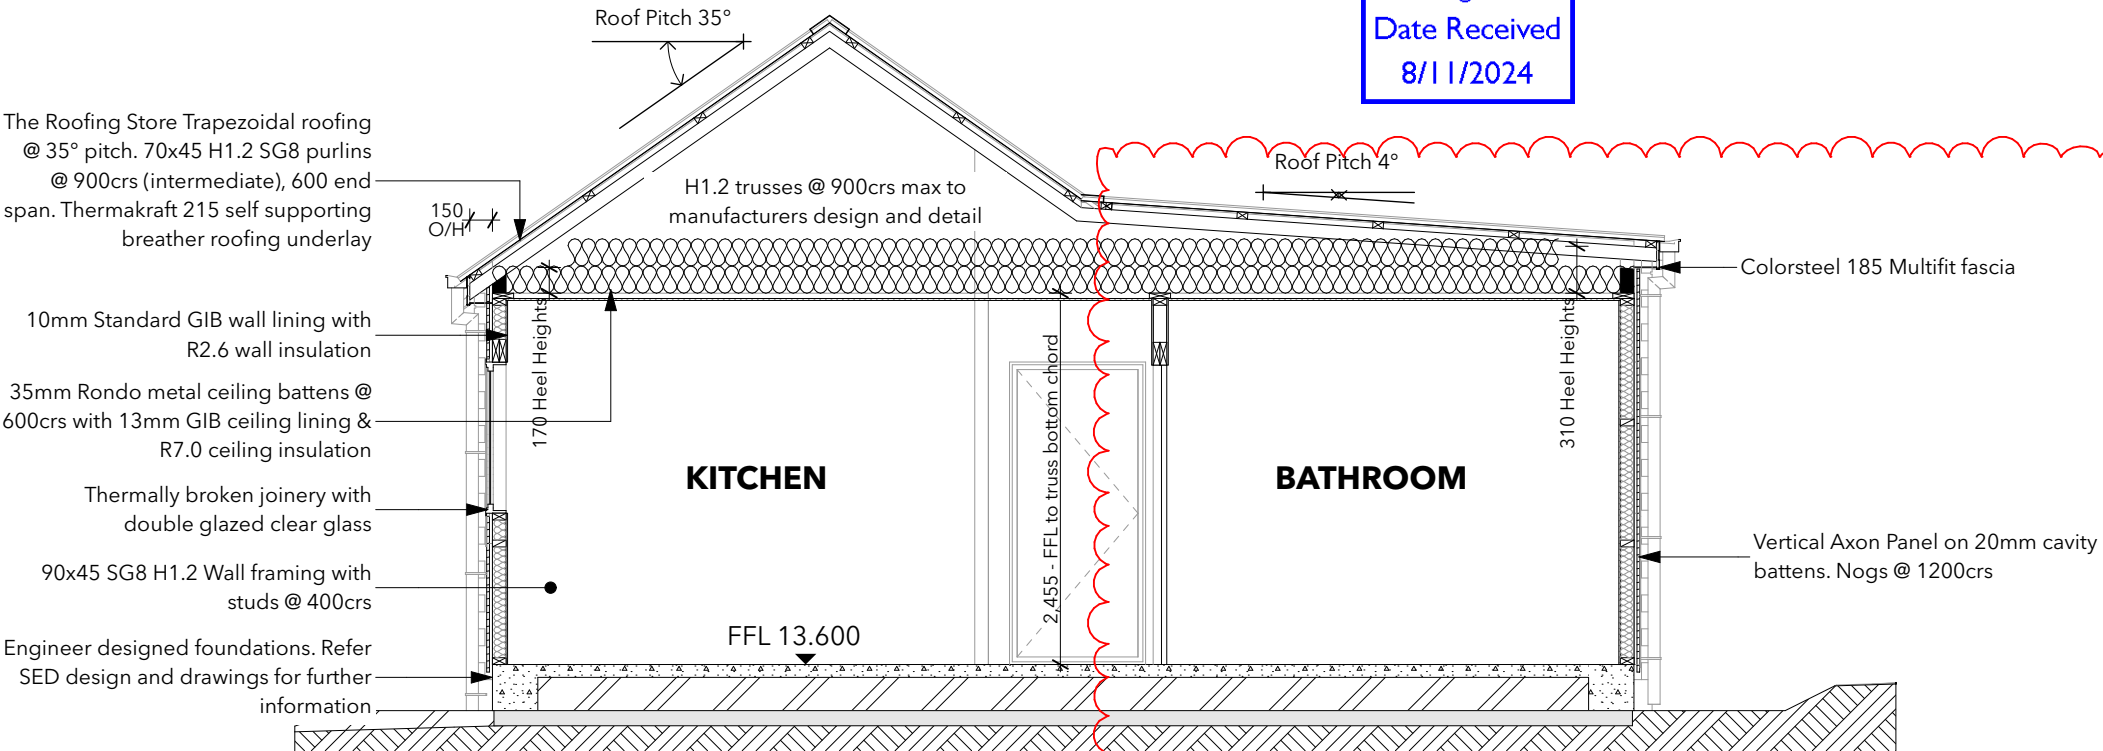 Roof Pitch 35°
Date Received
8/11/2024
The Roofing Store Trapezoidal roofing
@ 35° pitch. 70x45 H1.2 SG8 purlins
@ 900crs (intermediate), 600 end
span. Thermakraft 215 self supporting
breather roofing underlay
150
O/H
H1.2 trusses @ 900crs max to
manufacturers design and detail
Roof Pitch 4°
Colorsteel 185 Multifit fascia
10mm Standard GIB wall lining with
R2.6 wall insulation
35mm Rondo metal ceiling battens @
600crs with 13mm GIB ceiling lining &
R7.0 ceiling insulation
170 Heel Heights
2,455 - FFL to truss bottom chord
310 Heel Heights
KITCHEN
BATHROOM
Thermally broken joinery with
double glazed clear glass
90x45 SG8 H1.2 Wall framing with
studs @ 400crs
Vertical Axon Panel on 20mm cavity
battens. Nogs @ 1200crs
FFL 13.600
Engineer designed foundations. Refer
SED design and drawings for further
information